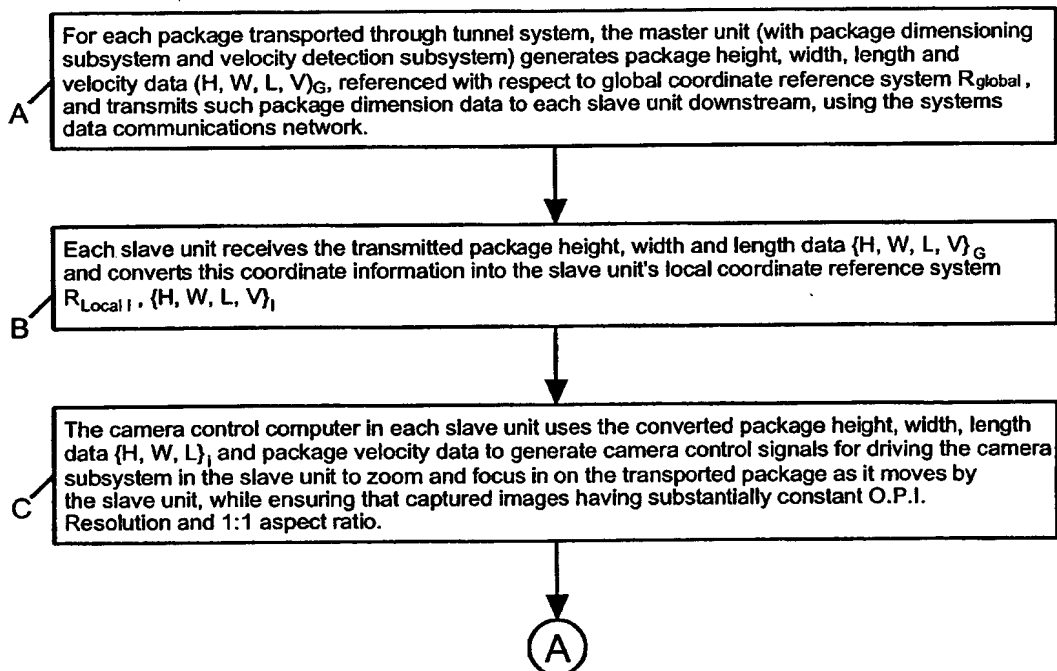 For each package transported through tunnel system, the master unit (with package dimensioning
subsystem and velocity detection subsystem) generates package height, width, length and
velocity data (H, W, L, V)G, referenced with respect to global coordinate reference system Rglobal,
and transmits such package dimension data to each slave unit downstream, using the systems
data communications network.
A
Each slave unit receives the transmitted package height, width and length data {H, W, L, V}G
and converts this coordinate information into the slave unit's local coordinate reference system
RLocal I, {H, W, L, V}I
B
The camera control computer in each slave unit uses the converted package height, width, length
data {H, W, L}i and package velocity data to generate camera control signals for driving the camera
subsystem in the slave unit to zoom and focus in on the transported package as it moves by
the slave unit, while ensuring that captured images having substantially constant O.P.I.
Resolution and 1:1 aspect ratio.
C
A